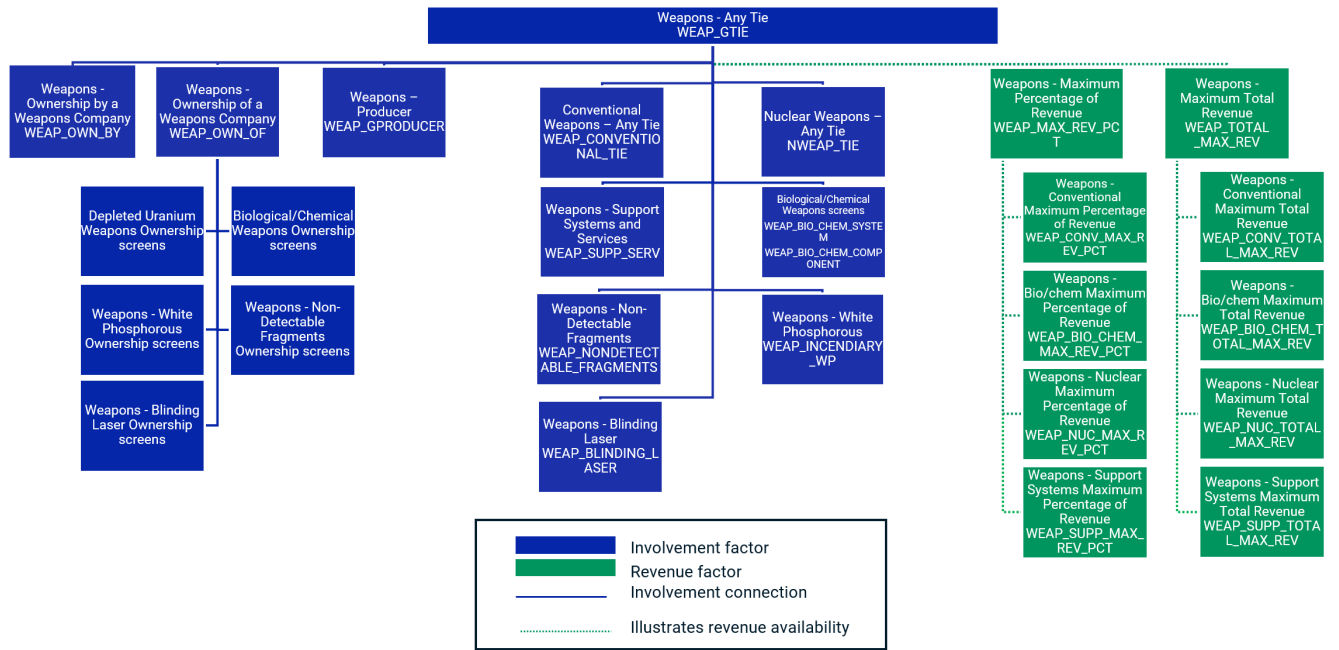 Weapons - Any Tie
WEAP_GTIE
Weapons -
Ownership by a
Weapons Company
WEAP_OWN_BY
Weapons -
Ownership of a
Weapons Company
WEAP_OWN_OF
Weapons –
Producer
WEAP_GPRODUCER
Conventional
Weapons – Any Tie
WEAP_CONVENTIO
NAL_TIE
Nuclear Weapons –
Any Tie
NWEAP_TIE
Weapons - Maximum
Percentage of
Revenue
WEAP_MAX_REV_PC
T
Weapons -
Maximum Total
Revenue
WEAP_TOTAL
_MAX_REV
Depleted Uranium
Weapons Ownership
screens
Biological/Chemical
Weapons Ownership
screens
Weapons - White
Phosphorous
Ownership screens
Weapons - Non-
Detectable
Fragments
Ownership screens
Weapons - Blinding
Laser Ownership
screens
Weapons - Support
Systems and
Services
WEAP_SUPP_SERV
Biological/Chemical
Weapons screens
WEAP_BIO_CHEM_SYSTE
M
WEAP_BIO_CHEM_COMP
ONENT
Weapons - Non-
Detectable
Fragments
WEAP_NONDETECT
ABLE_FRAGMENTS
Weapons - White
Phosphorous
WEAP_INCENDIARY
_WP
Weapons - Blinding
Laser
WEAP_BLINDING_L
ASER
Weapons -
Conventional
Maximum Percentage
of Revenue
WEAP_CONV_MAX_R
EV_PCT
Weapons -
Conventional
Maximum Total
Revenue
WEAP_CONV_TOTA
L_MAX_REV
Weapons -
Bio/chem Maximum
Percentage of
Revenue
WEAP_BIO_CHEM_
MAX_REV_PCT
Weapons -
Bio/chem Maximum
Total Revenue
WEAP_BIO_CHEM_T
OTAL_MAX_REV
Weapons - Nuclear
Maximum
Percentage of
Revenue
WEAP_NUC_MAX_R
EV_PCT
Weapons - Nuclear
Maximum Total
Revenue
WEAP_NUC_TOTAL
_MAX_REV
Weapons - Support
Systems Maximum
Percentage of
Revenue
WEAP_SUPP_MAX_
REV_PCT
Weapons - Support
Systems Maximum
Total Revenue
WEAP_SUPP_TOTA
L_MAX_REV
Involvement factor
Revenue factor
Involvement connection
Illustrates revenue availability